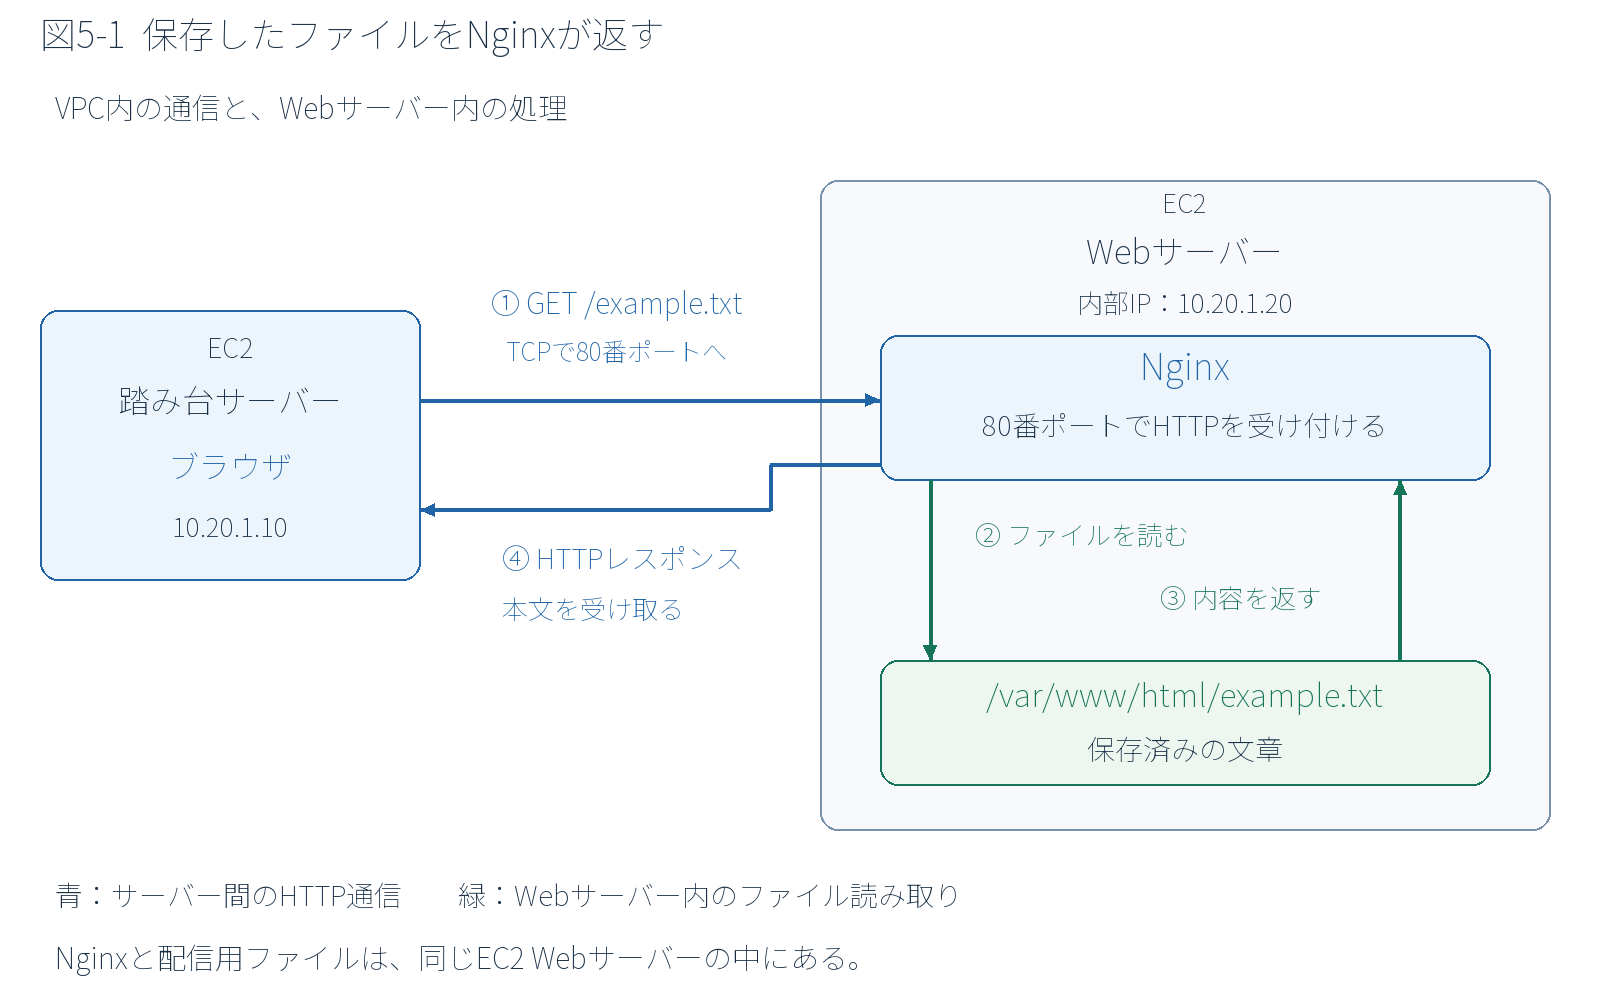 図5-1 保存したファイルをNginxが返す
VPC内の通信と、Webサーバー内の処理
EC2
Webサーバー
内部IP：10.20.1.20
① GET /example.txt
TCPで80番ポートへ
EC2
踏み台サーバー
ブラウザ
10.20.1.10
Nginx
80番ポートでHTTPを受け付ける
② ファイルを読む
③ 内容を返す
④ HTTPレスポンス
本文を受け取る
/var/www/html/example.txt
保存済みの文章
青：サーバー間のHTTP通信　緑：Webサーバー内のファイル読み取り
Nginxと配信用ファイルは、同じEC2 Webサーバーの中にある。